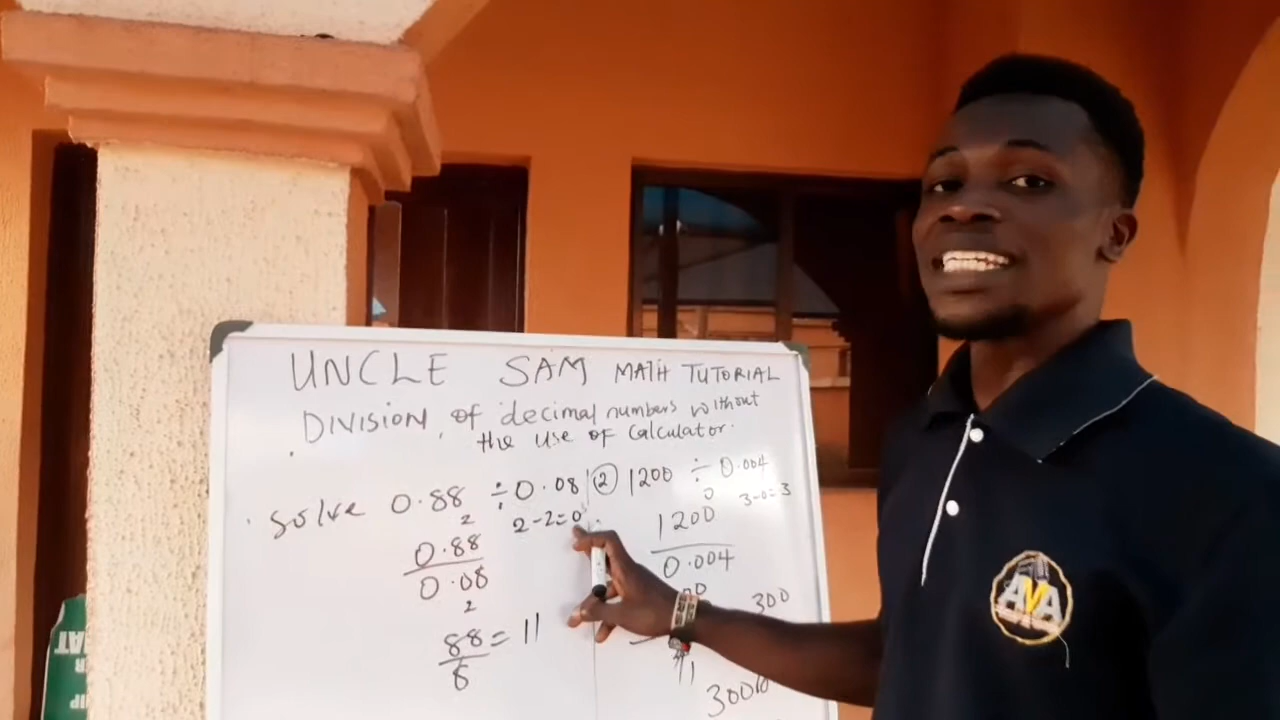 UNCLE SAM MATH TUTORIAL
DIVISION, of decimal numbers without
the use of calculator.
solve 0.88 ÷ 0.08
2 - 2 = 0
2
0.88
0.08
2
88 = 11
8
② 1200 ÷ 0.004
3-0=3
0
1200
0.004
300
AVA